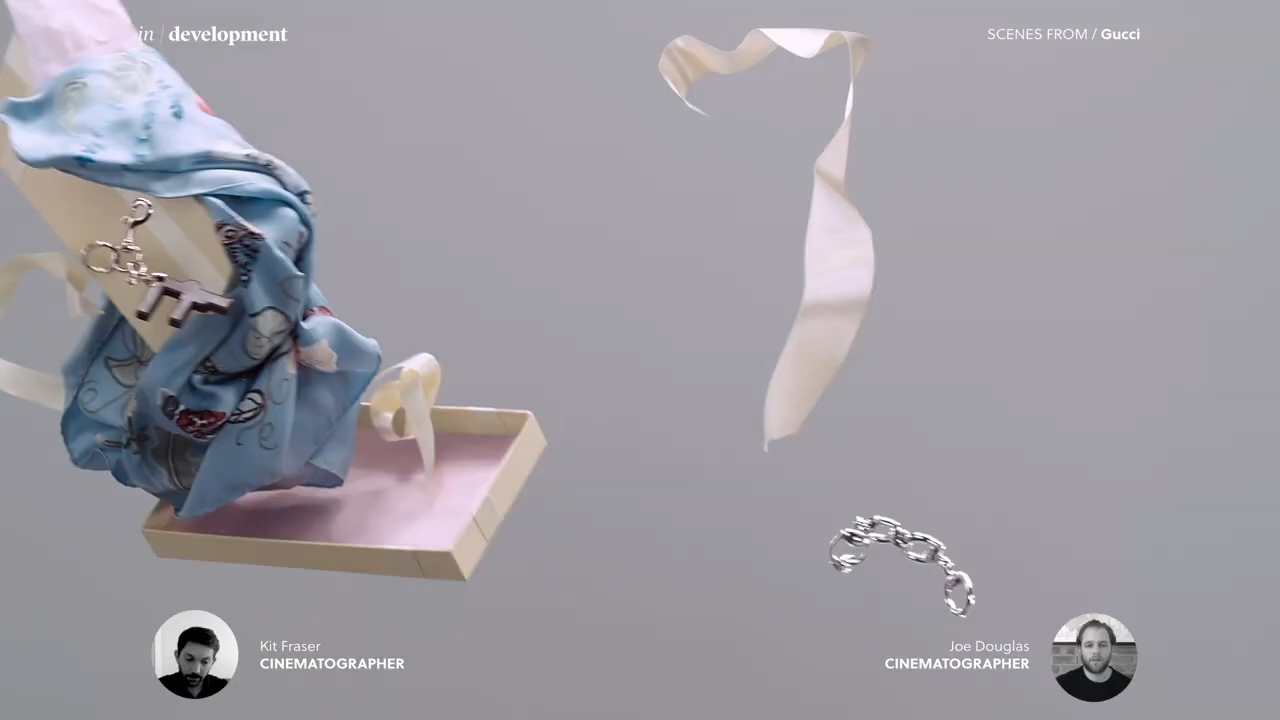 in | development
SCENES FROM / Gucci
Kit Fraser
CINEMATOGRAPHER
Joe Douglas
CINEMATOGRAPHER